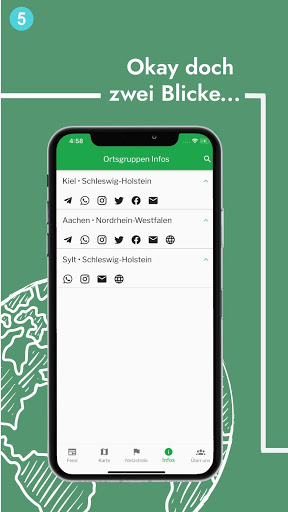 5
Okay doch
zwei Blicke...
4:58
Ortsgruppen Infos
Kiel • Schleswig-Holstein
Aachen • Nordrhein-Westfalen
Sylt • Schleswig-Holstein
Feed
Karte
Netzstreik
Infos
Über uns